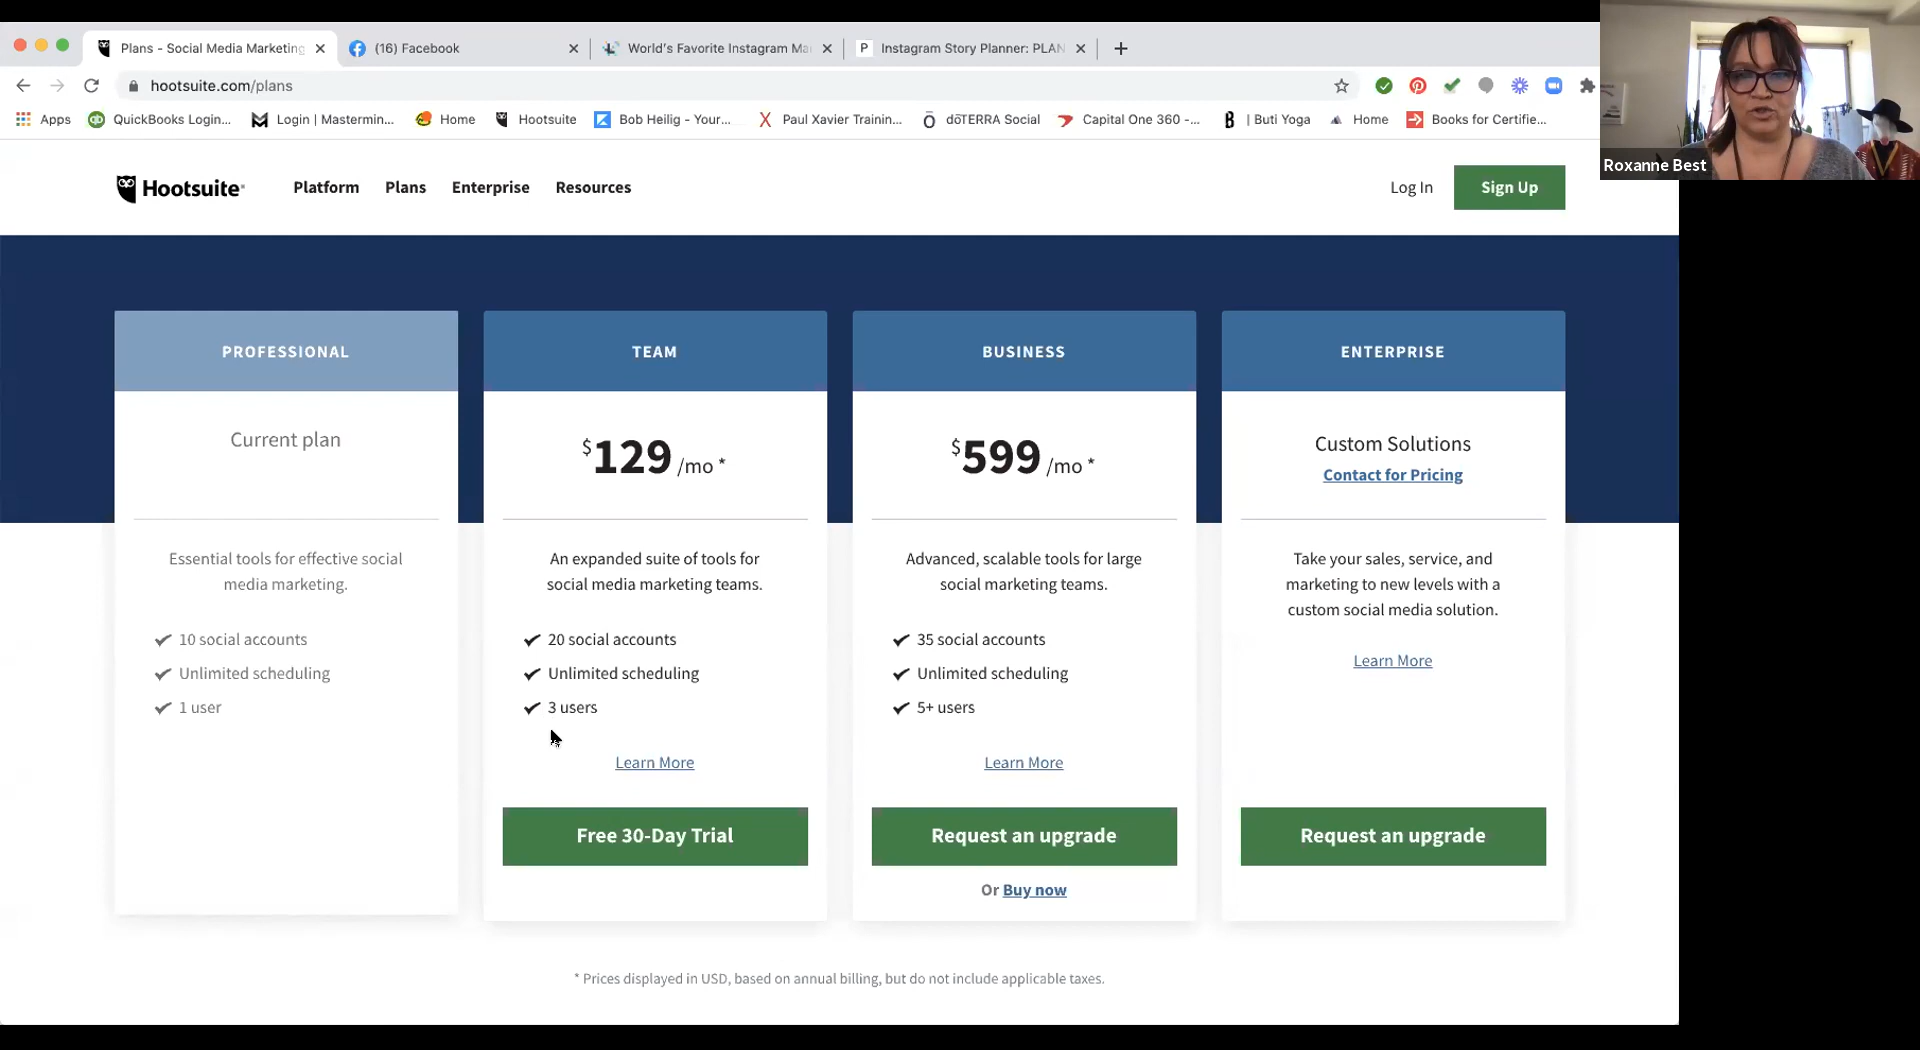 Plans - Social Media Marketing
(16) Facebook
World's Favorite Instagram Ma
Instagram Story Planner: PLAN
hootsuite.com/plans
Apps
QuickBooks Login...
Login | Mastermin...
Home
Hootsuite
Bob Heilig - Your...
Paul Xavier Trainin...
dōTERRA Social
Capital One 360 -...
| Buti Yoga
Home
Books for Certifie...
Roxanne Best
Hootsuite
Platform
Plans
Enterprise
Resources
Log In
Sign Up
PROFESSIONAL
Current plan
Essential tools for effective social
media marketing.
10 social accounts
Unlimited scheduling
1 user
TEAM
$129 /mo *
An expanded suite of tools for
social media marketing teams.
20 social accounts
Unlimited scheduling
3 users
Learn More
Free 30-Day Trial
BUSINESS
$599 /mo *
Advanced, scalable tools for large
social marketing teams.
35 social accounts
Unlimited scheduling
5+ users
Learn More
Request an upgrade
Or Buy now
ENTERPRISE
Custom Solutions
Contact for Pricing
Take your sales, service, and
marketing to new levels with a
custom social media solution.
Learn More
Request an upgrade
* Prices displayed in USD, based on annual billing, but do not include applicable taxes.